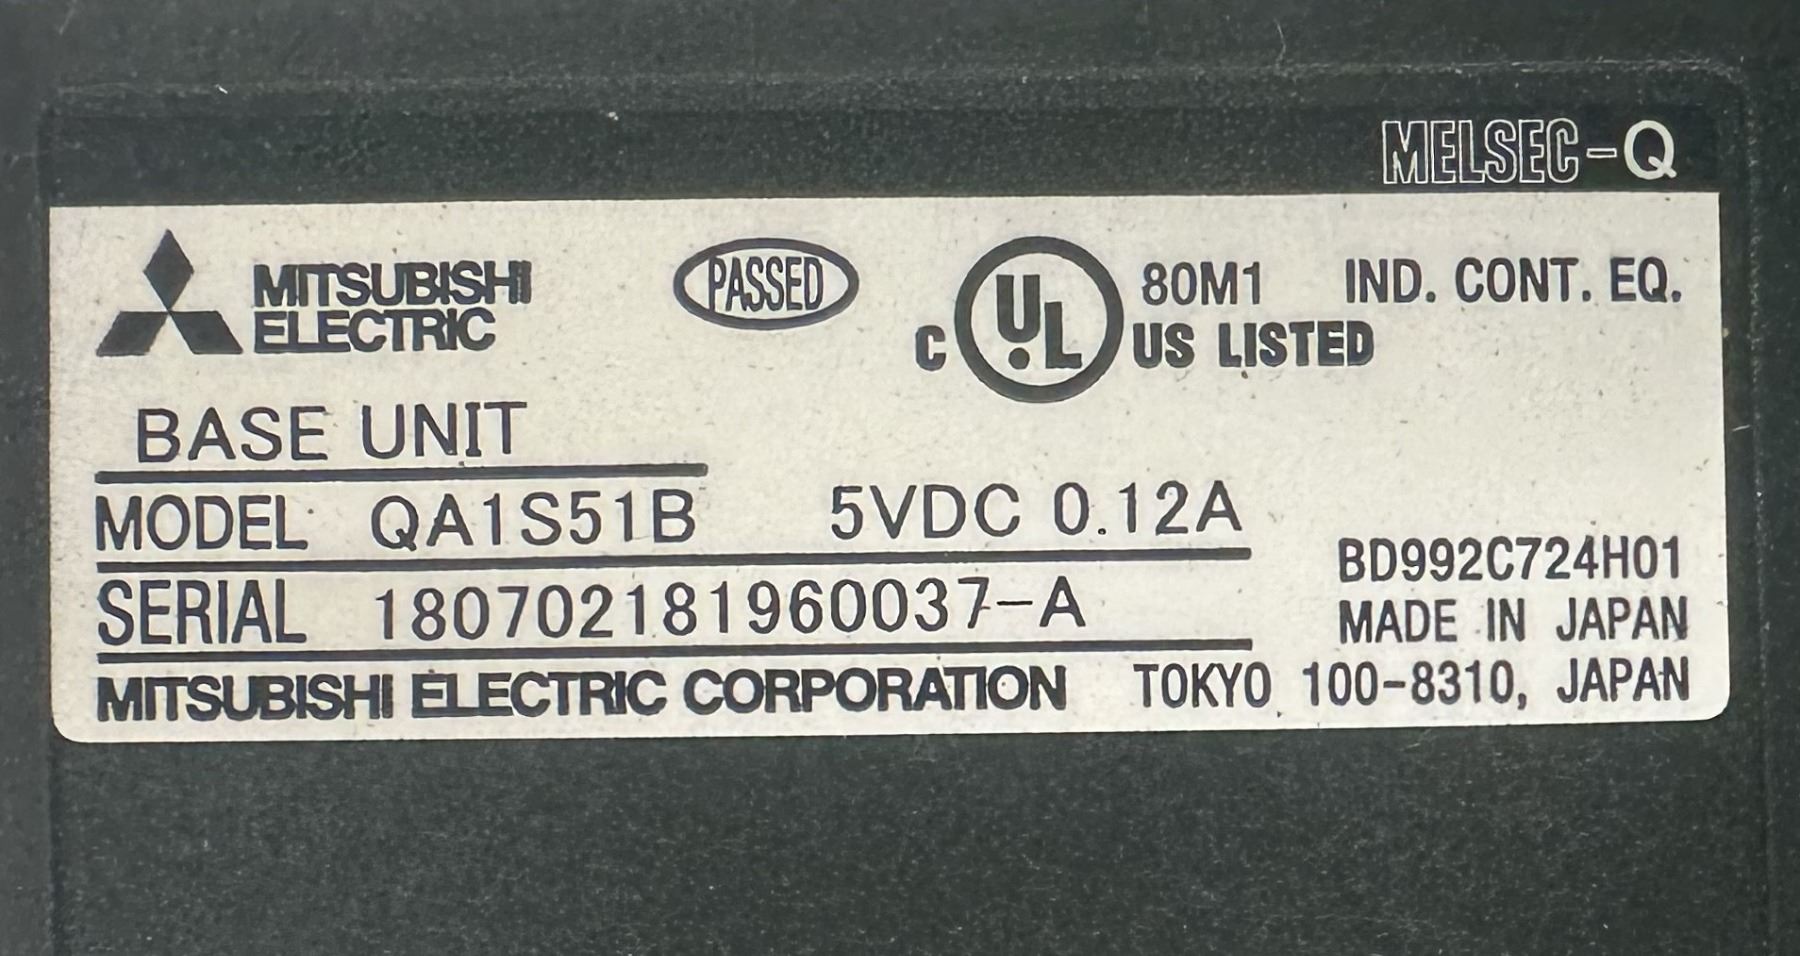 MELSEC-Q
MITSUBISHI
ELECTRIC
PASSED
C UL US LISTED
80M1 IND. CONT. EQ.
BASE UNIT
MODEL QA1S51B 5VDC 0.12A
SERIAL 180702181960037-A
BD992C724H01
MADE IN JAPAN
MITSUBISHI ELECTRIC CORPORATION TOKYO 100-8310, JAPAN